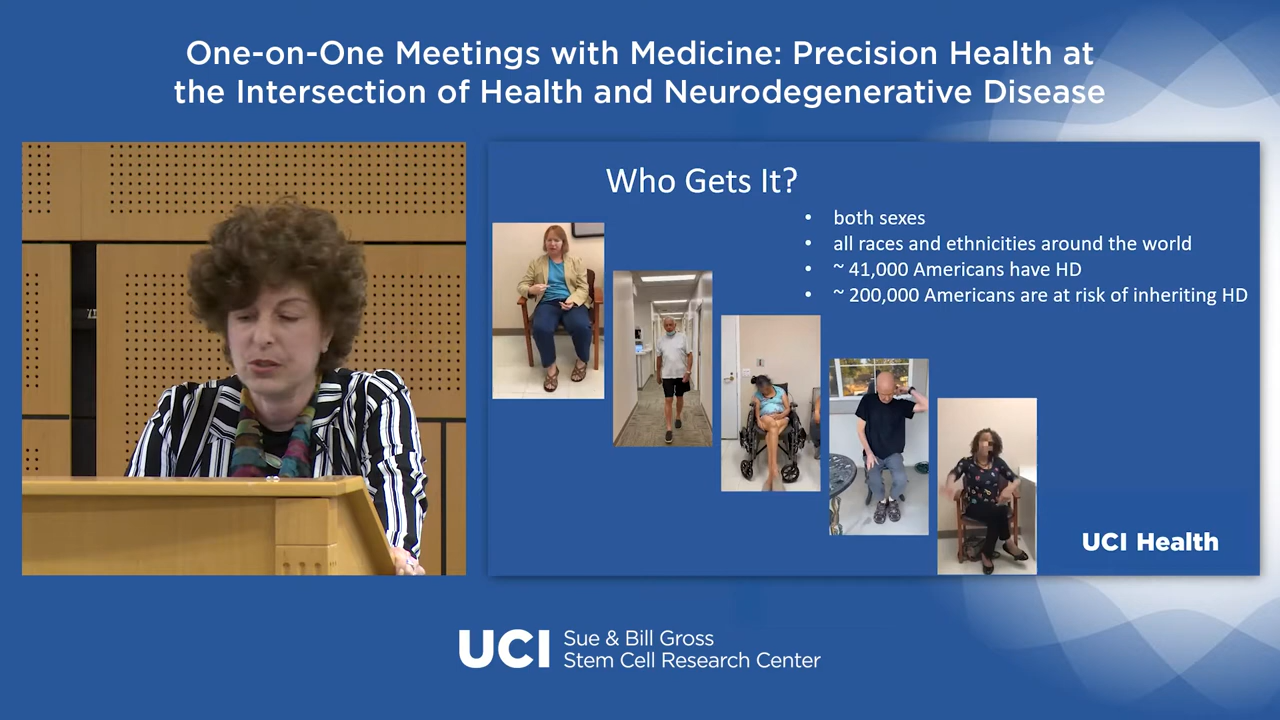 One-on-One Meetings with Medicine: Precision Health at
the Intersection of Health and Neurodegenerative Disease
Who Gets It?
• both sexes
• all races and ethnicities around the world
• ~ 41,000 Americans have HD
• ~ 200,000 Americans are at risk of inheriting HD
UCI Health
UCI Sue & Bill Gross
Stem Cell Research Center